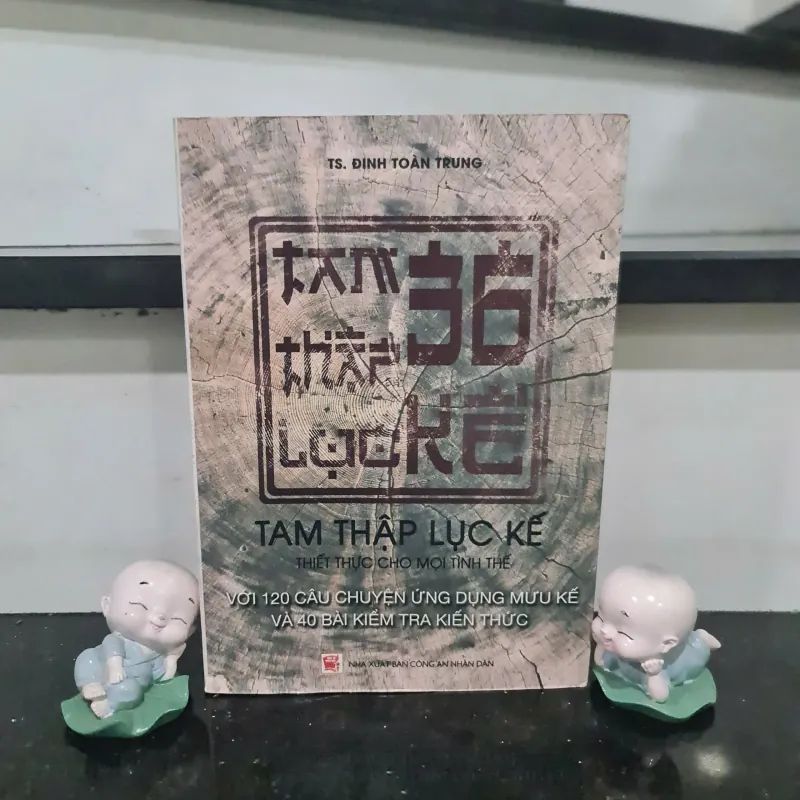 TS. ĐINH TOÀN TRUNG
TAM
THẬP
LỤC
36
KẾ
TAM THẬP LỤC KẾ
THIẾT THỰC CHO MỌI TÌNH THẾ
VỚI 120 CÂU CHUYỆN ỨNG DỤNG MƯU KẾ
VÀ 40 BÀI KIỂM TRA KIẾN THỨC
NHÀ XUẤT BẢN CÔNG AN NHÂN DÂN